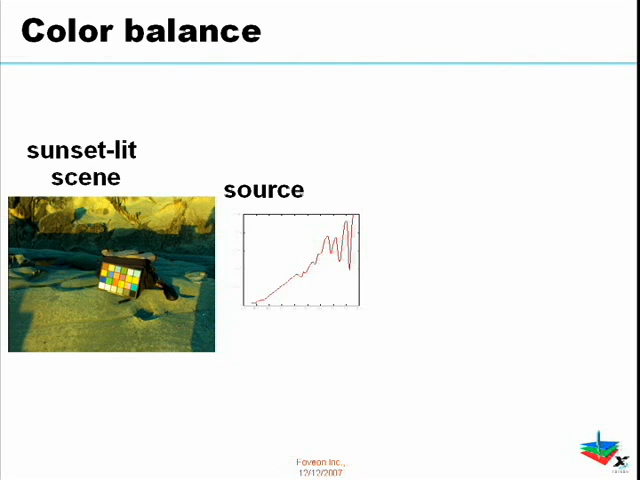 Color balance
sunset-lit
scene
source
Foveon Inc.,
12/12/2007